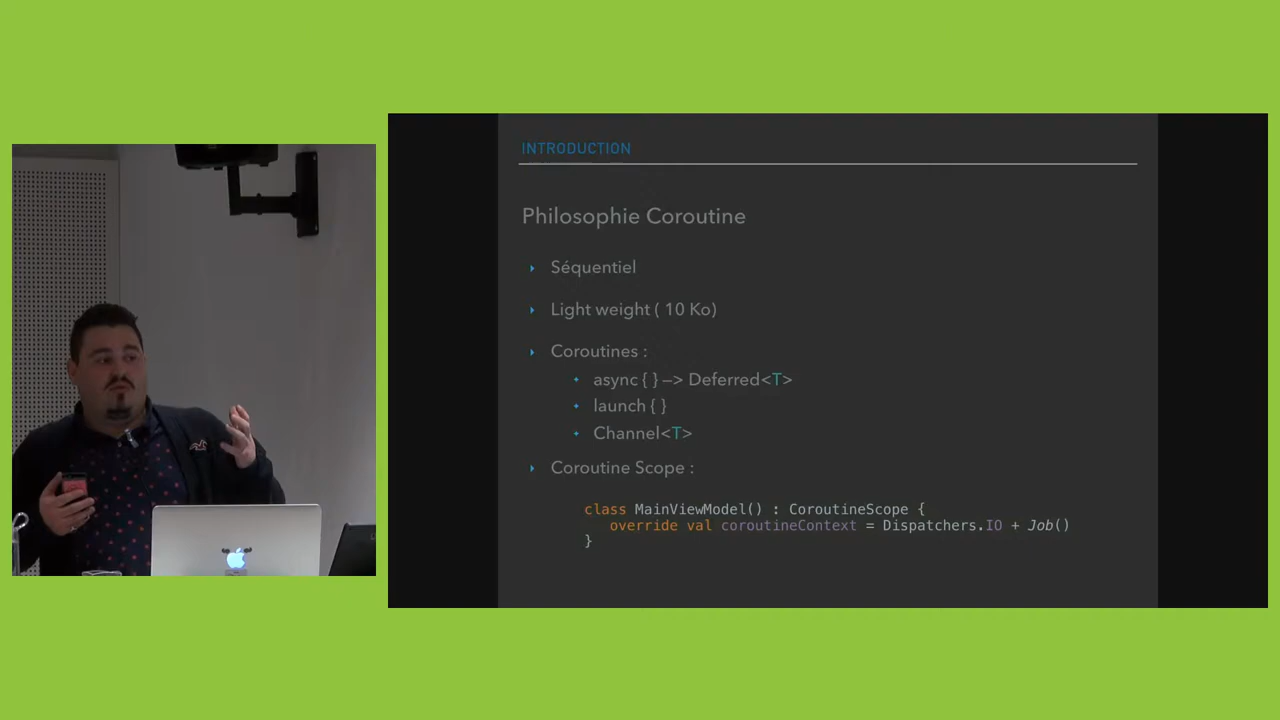 INTRODUCTION
Philosophie Coroutine
Séquentiel
Light weight ( 10 Ko)
Coroutines :
async { } —> Deferred<T>
launch { }
Channel<T>
Coroutine Scope :
class MainViewModel() : CoroutineScope {
override val coroutineContext = Dispatchers.IO + Job()
}